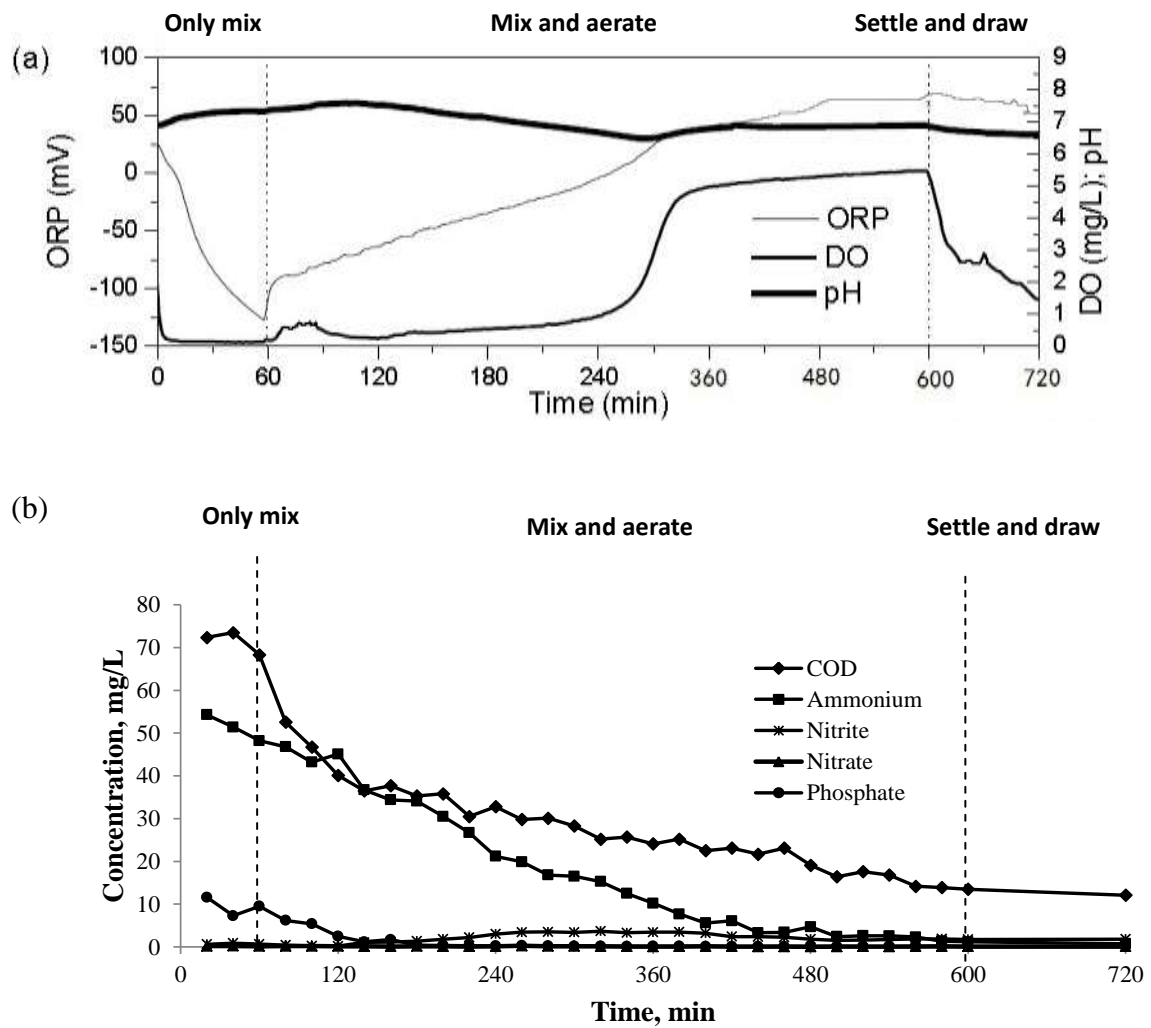 Only mix Mix and aerate Settle and draw
(a)
100
50
0
-50
-100
-150
ORP (mV)
9
8
7
6
5
4
3
2
1
0
DO (mg/L); pH
ORP
DO
pH
0 60 120 180 240 360 480 600 720
Time (min)
(b)
Only mix Mix and aerate Settle and draw
80
70
60
50
40
30
20
10
0
Concentration, mg/L
COD
Ammonium
Nitrite
Nitrate
Phosphate
0 120 240 360 480 600 720
Time, min